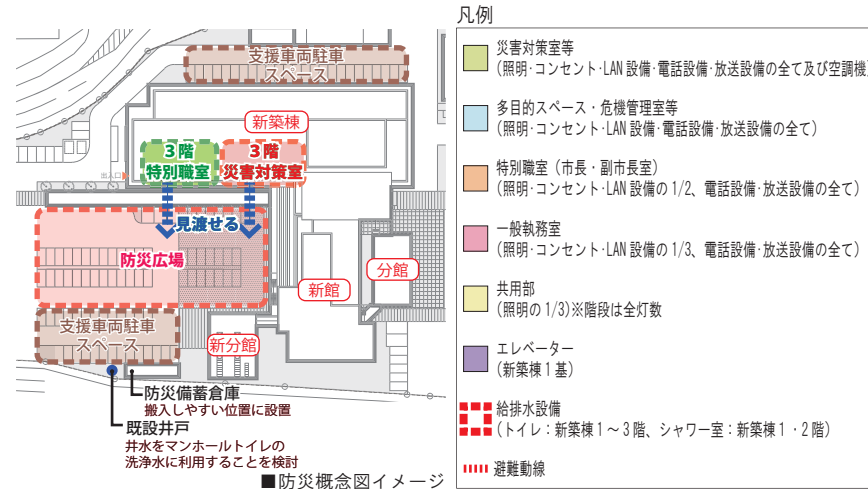 支援車両駐車
スペース
新築棟
3階
特別職室
3階
災害対策室
出入口
見渡せる
防災広場
新館
分館
支援車両駐車
スペース
新分館
防災備蓄倉庫
搬入しやすい位置に設置
既設井戸
井水をマンホールトイレの
洗浄水に利用することを検討
■防災概念図イメージ
凡例
災害対策室等
(照明・コンセント・LAN設備・電話設備・放送設備の全て及び空調機)
多目的スペース・危機管理室等
(照明・コンセント・LAN設備・電話設備・放送設備の全て)
特別職室(市長・副市長室)
(照明・コンセント・LAN設備の1/2、電話設備・放送設備の全て)
一般執務室
(照明・コンセント・LAN設備の1/3、電話設備・放送設備の全て)
共用部
(照明の1/3)※階段は全灯数
エレベーター
(新築棟1基)
給排水設備
(トイレ:新築棟1~3階、シャワー室:新築棟1・2階)
避難動線